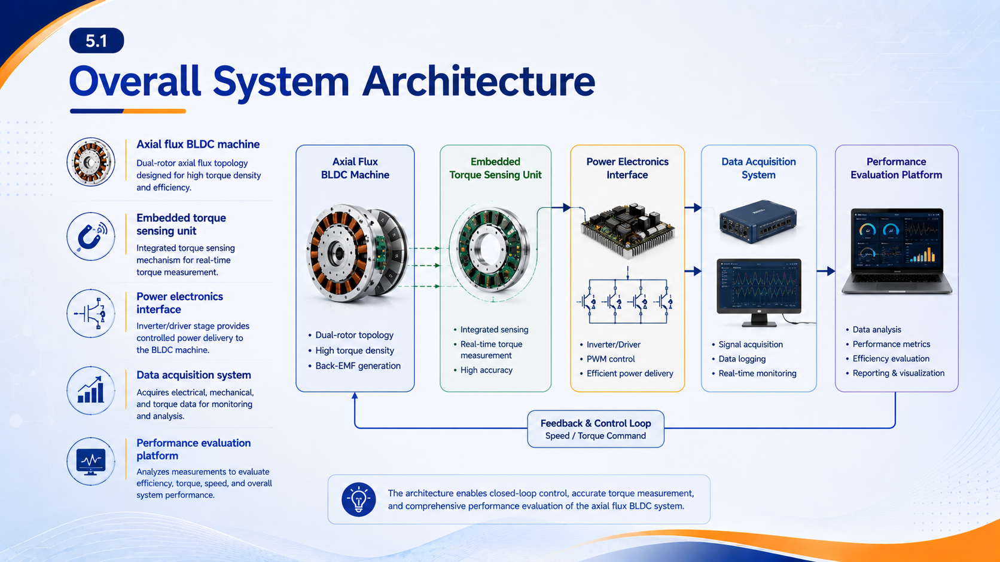 5.1
Overall System Architecture
Axial flux BLDC machine
Dual-rotor axial flux topology
designed for high torque density
and efficiency.
Embedded torque
sensing unit
Integrated torque sensing
mechanism for real-time
torque measurement.
Power electronics
interface
Inverter/driver stage provides
controlled power delivery to
the BLDC machine.
Data acquisition system
Acquires electrical, mechanical,
and torque data for monitoring
and analysis.
Performance evaluation
platform
Analyzes measurements to evaluate
efficiency, torque, speed, and overall
system performance.
Axial Flux
BLDC Machine
• Dual-rotor topology
• High torque density
• Back-EMF generation
Embedded
Torque Sensing Unit
• Integrated sensing
• Real-time torque
measurement
• High accuracy
Power Electronics
Interface
• Inverter/Driver
• PWM control
• Efficient power delivery
Data Acquisition
System
• Signal acquisition
• Data logging
• Real-time monitoring
Performance
Evaluation Platform
• Data analysis
• Performance metrics
• Efficiency evaluation
• Reporting & visualization
Feedback & Control Loop
Speed / Torque Command
The architecture enables closed-loop control, accurate torque measurement,
and comprehensive performance evaluation of the axial flux BLDC system.